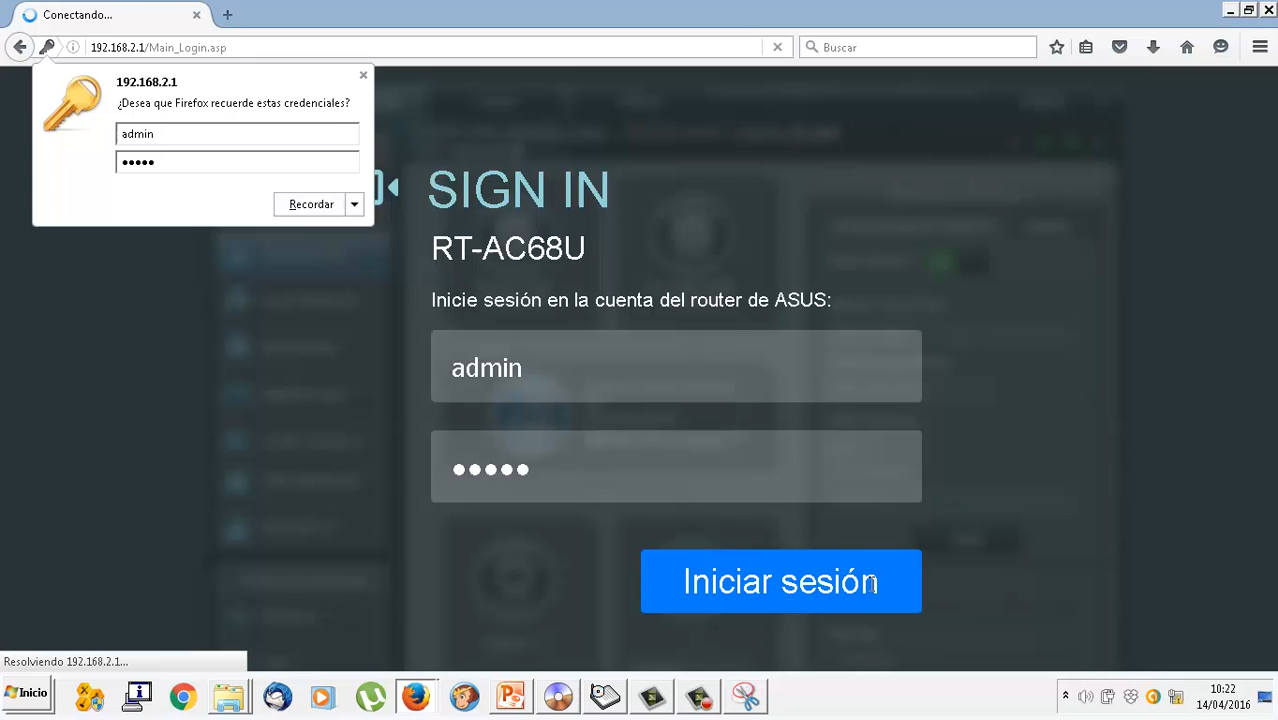 Conectando...
192.168.2.1/Main_Login.asp
Buscar
192.168.2.1
¿Desea que Firefox recuerde estas credenciales?
admin
•••••
Recordar
SIGN IN
RT-AC68U
Inicie sesión en la cuenta del router de ASUS:
admin
•••••
Iniciar sesión
Resolviendo 192.168.2.1...
Inicio
10:22
14/04/2016